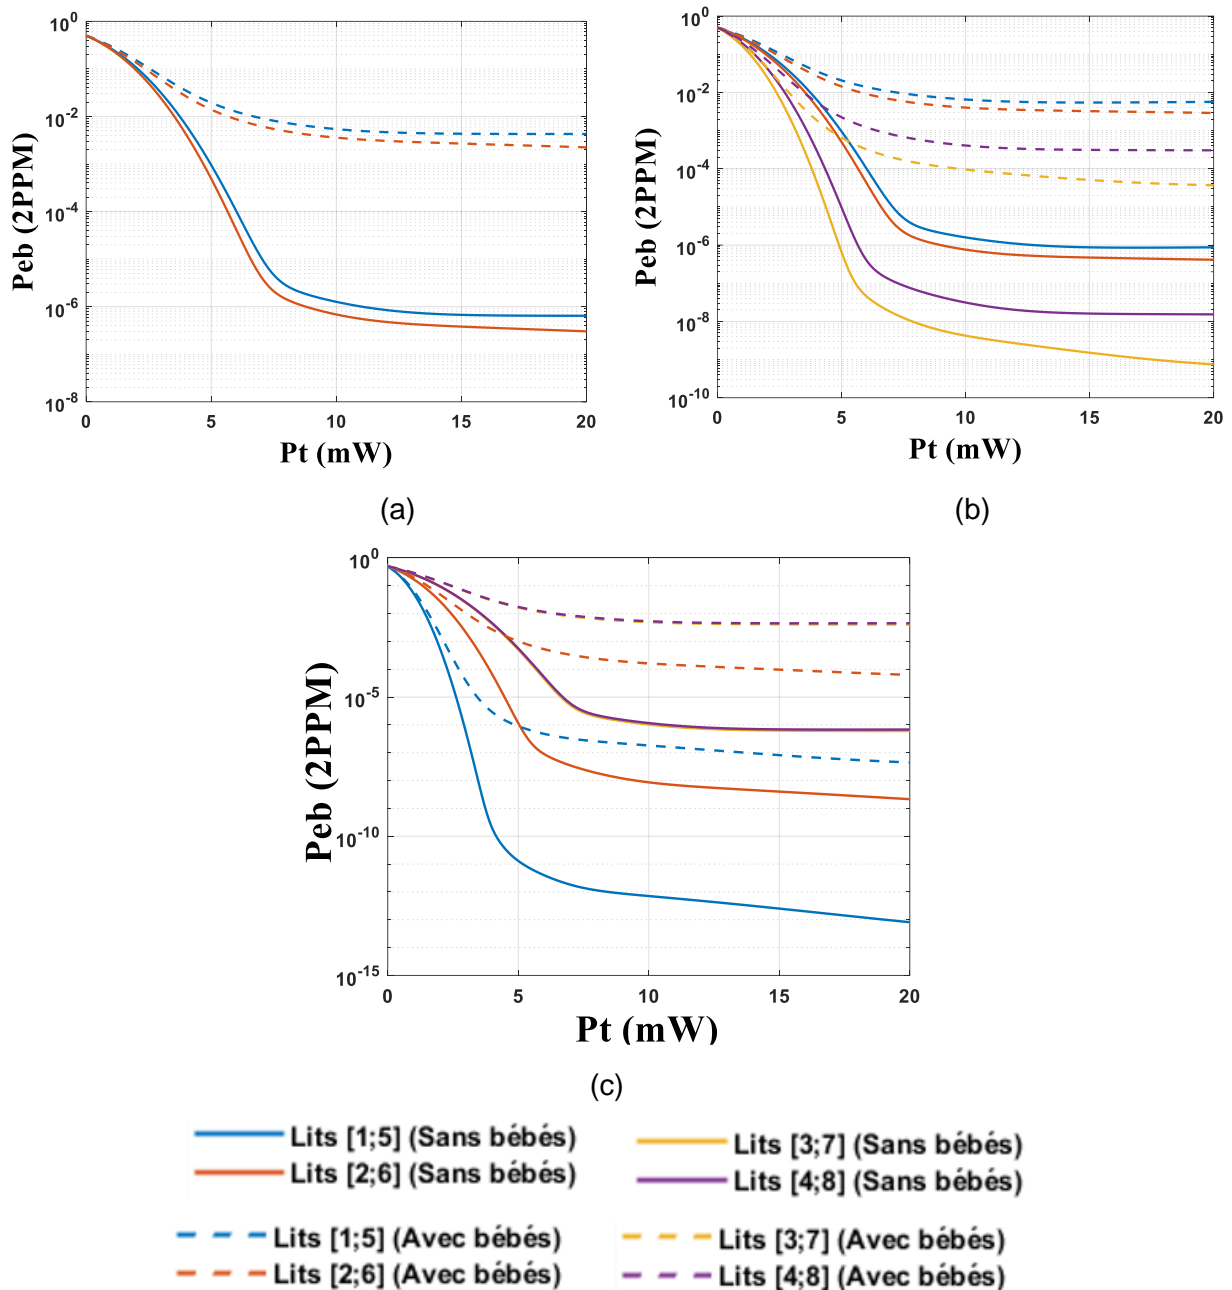 10^0
10^-2
10^-4
10^-6
10^-8
Peb (2PPM)
0 5 10 15 20
Pt (mW)
(a)
10^0
10^-2
10^-4
10^-6
10^-8
10^-10
Peb (2PPM)
0 5 10 15 20
Pt (mW)
(b)
10^0
10^-5
10^-10
10^-15
Peb (2PPM)
0 5 10 15 20
Pt (mW)
(c)
Lits [1;5] (Sans bébés)
Lits [2;6] (Sans bébés)
Lits [3;7] (Sans bébés)
Lits [4;8] (Sans bébés)
Lits [1;5] (Avec bébés)
Lits [2;6] (Avec bébés)
Lits [3;7] (Avec bébés)
Lits [4;8] (Avec bébés)